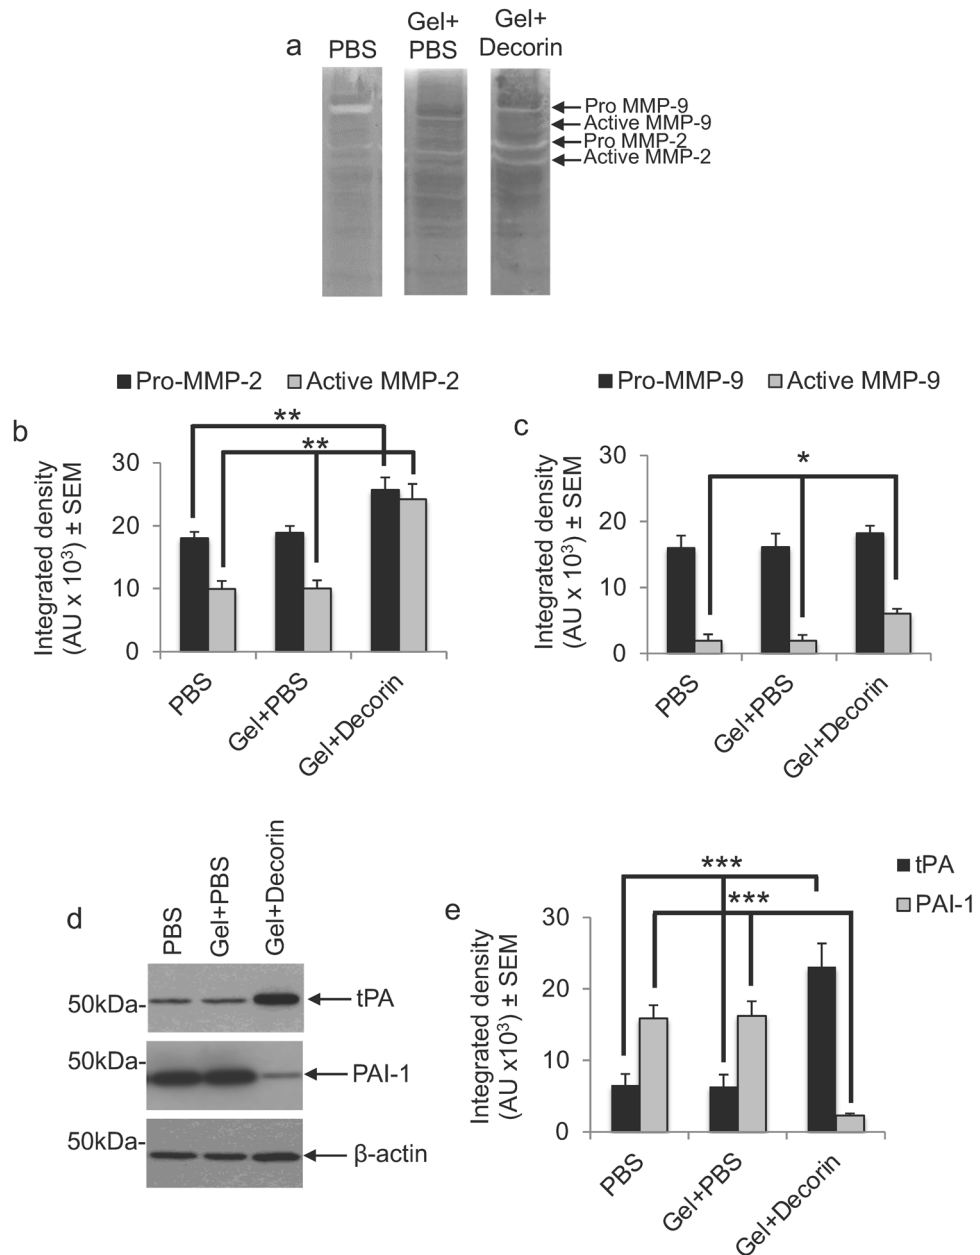 a
PBS
Gel+
PBS
Gel+
Decorin
Pro MMP-9
Active MMP-9
Pro MMP-2
Active MMP-2
b
Pro-MMP-2 Active MMP-2
**
**
Integrated density
(AU x 10³) ± SEM
30
20
10
0
PBS
Gel+PBS
Gel+Decorin
c
Pro-MMP-9 Active MMP-9
*
Integrated density
(AU x 10³) ± SEM
30
20
10
0
PBS
Gel+PBS
Gel+Decorin
d
PBS
Gel+PBS
Gel+Decorin
50kDa-
tPA
50kDa-
PAI-1
50kDa-
β-actin
e
tPA
PAI-1
***
***
Integrated density
(AU x10³) ± SEM
30
20
10
0
PBS
Gel+PBS
Gel+Decorin